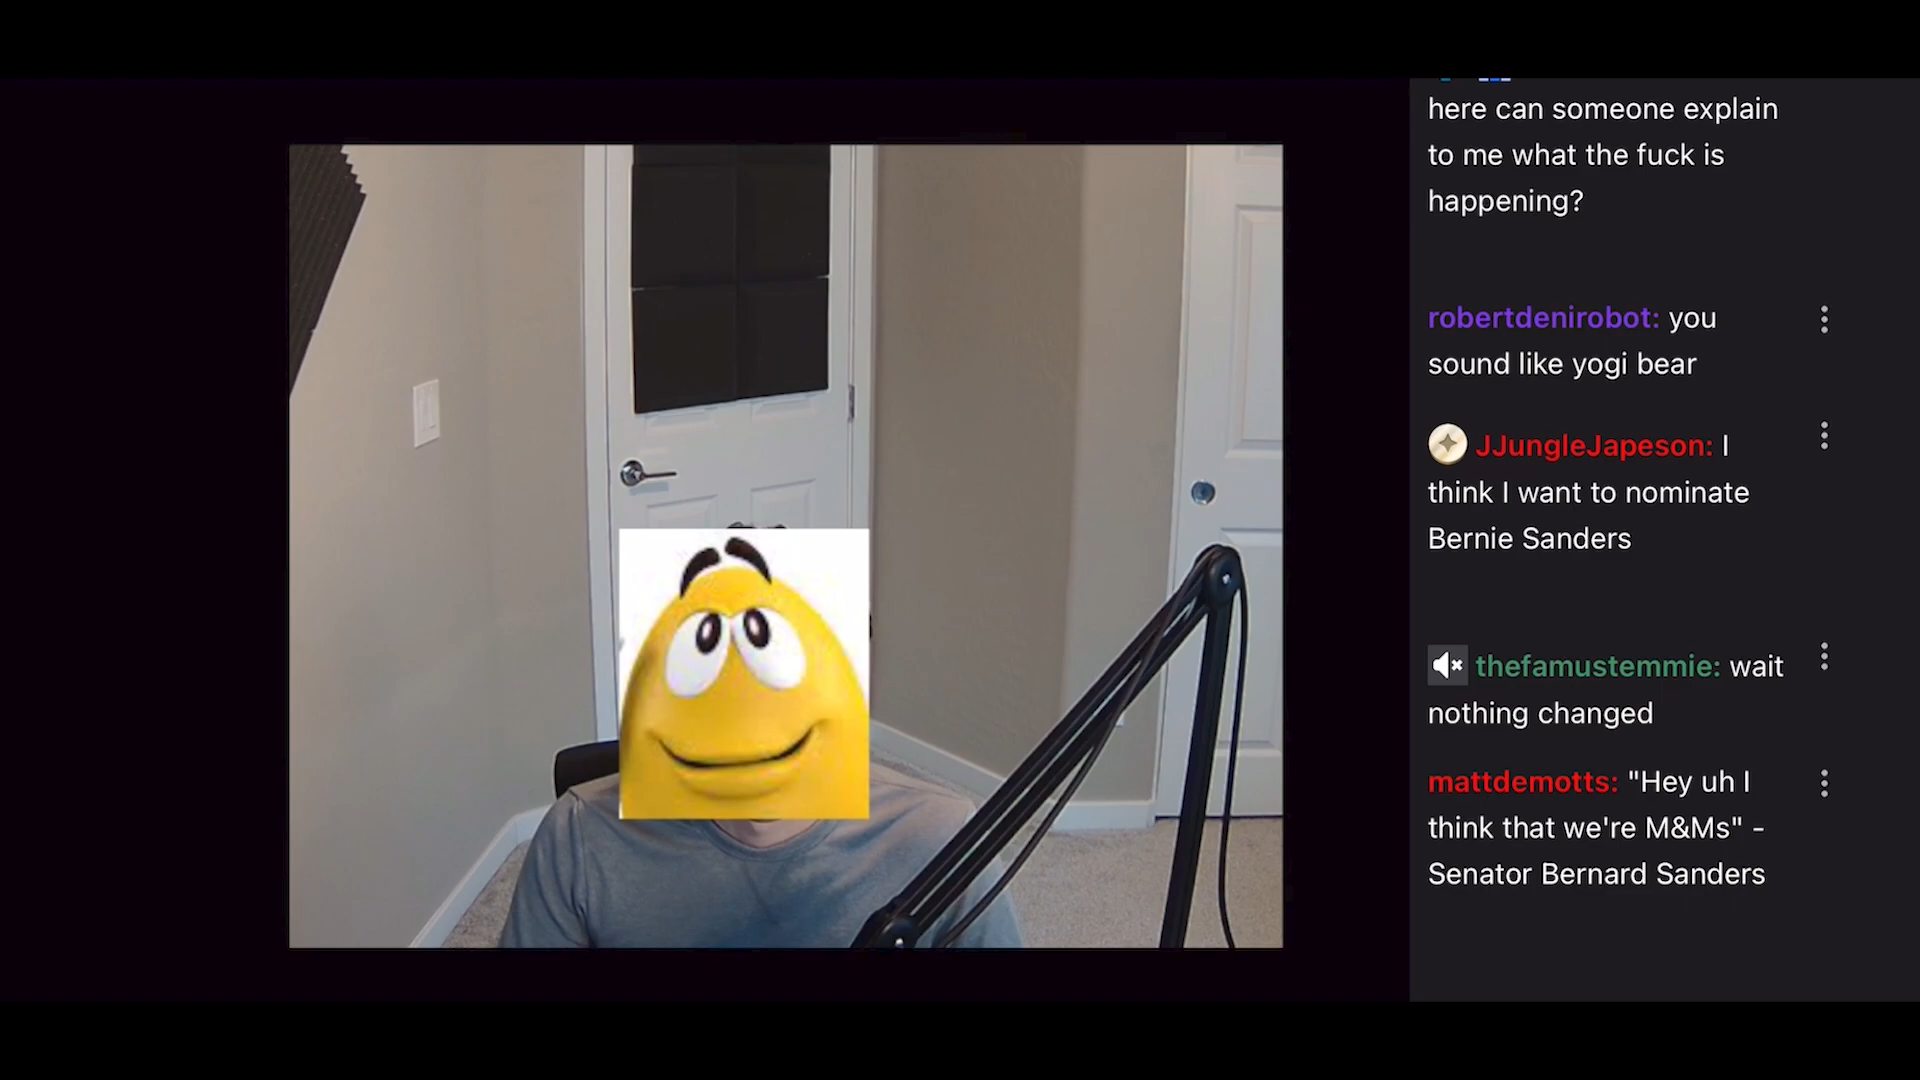 here can someone explain
to me what the fuck is
happening?
robertdenirobot: you
sound like yogi bear
JJungleJapeson: I
think I want to nominate
Bernie Sanders
thefamustemmie: wait
nothing changed
mattdemotts: "Hey uh I
think that we're M&Ms" -
Senator Bernard Sanders